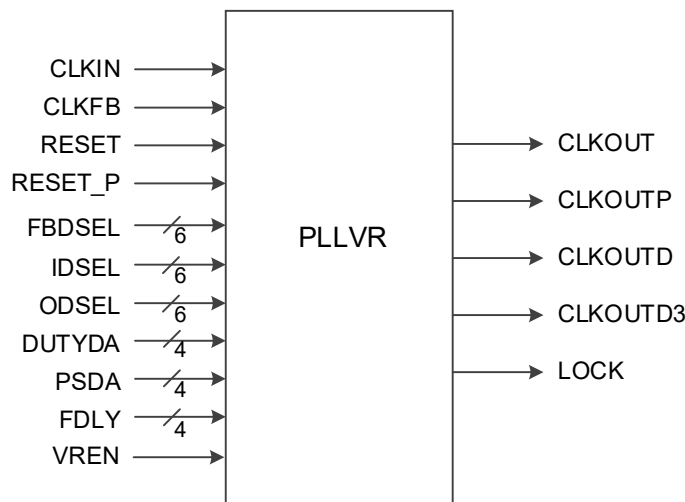 CLKIN
CLKFB
RESET
RESET_P
FBDSEL 6
IDSEL 6
ODSEL 6
DUTYDA 4
PSDA 4
FDLY 4
VREN
PLLVR
CLKOUT
CLKOUTP
CLKOUTD
CLKOUTD3
LOCK